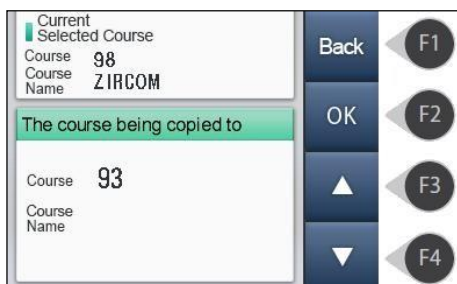 Current
Selected Course
Course 98
Course Name ZIRCOM
The course being copied to
Course 93
Course Name
Back
OK
F1
F2
F3
F4